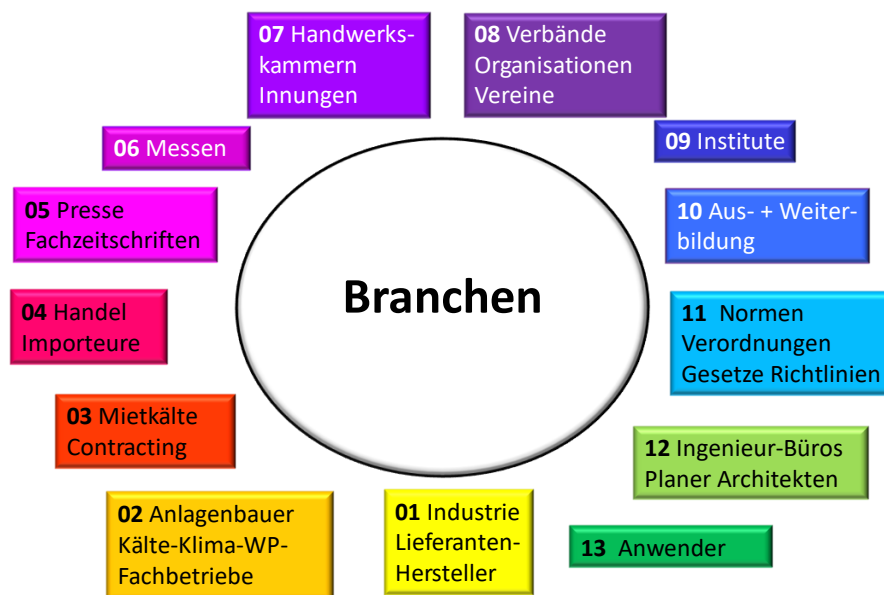 Branchen
01 Industrie
Lieferanten-
Hersteller
02 Anlagenbauer
Kälte-Klima-WP-
Fachbetriebe
03 Mietkälte
Contracting
04 Handel
Importeure
05 Presse
Fachzeitschriften
06 Messen
07 Handwerks-
kammern
Innungen
08 Verbände
Organisationen
Vereine
09 Institute
10 Aus- + Weiter-
bildung
11 Normen
Verordnungen
Gesetze Richtlinien
12 Ingenieur-Büros
Planer Architekten
13 Anwender